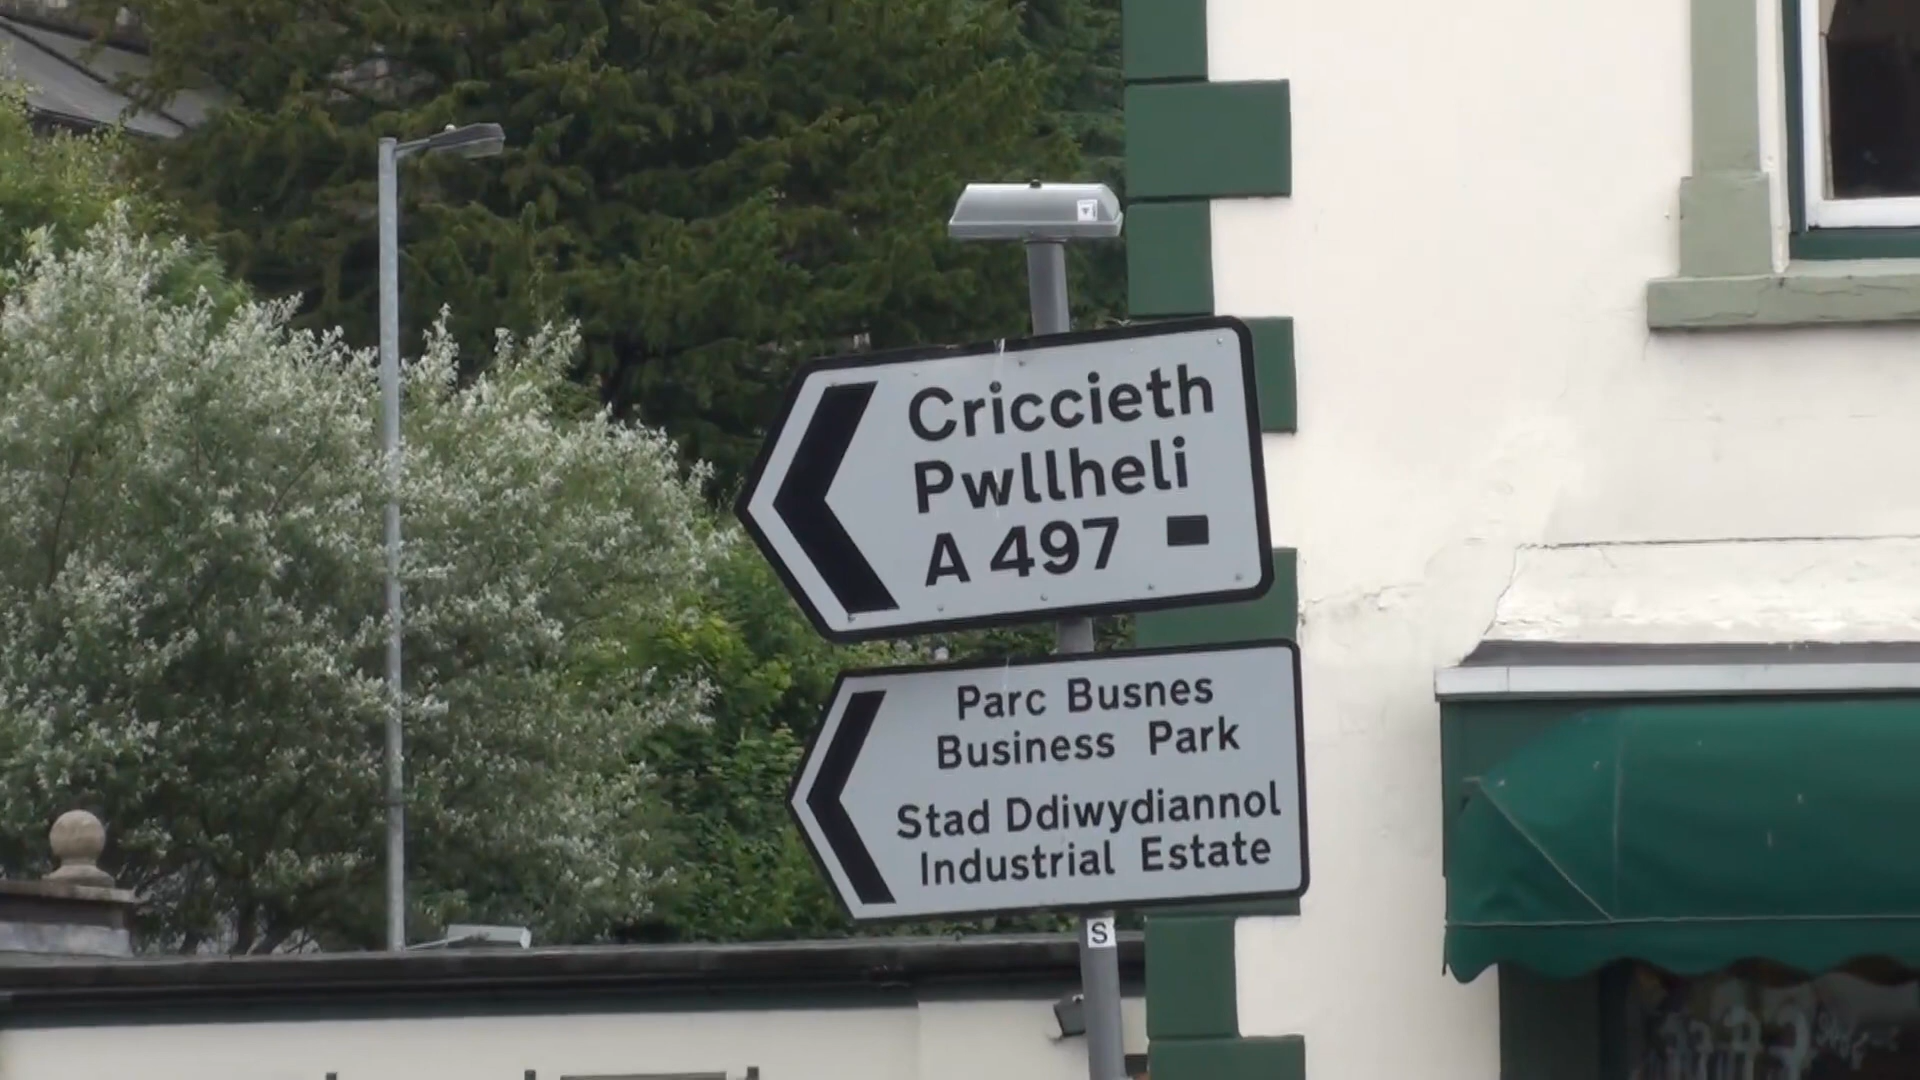 Criccieth
Pwllheli
A 497
Parc Busnes
Business Park
Stad Ddiwydiannol
Industrial Estate
S